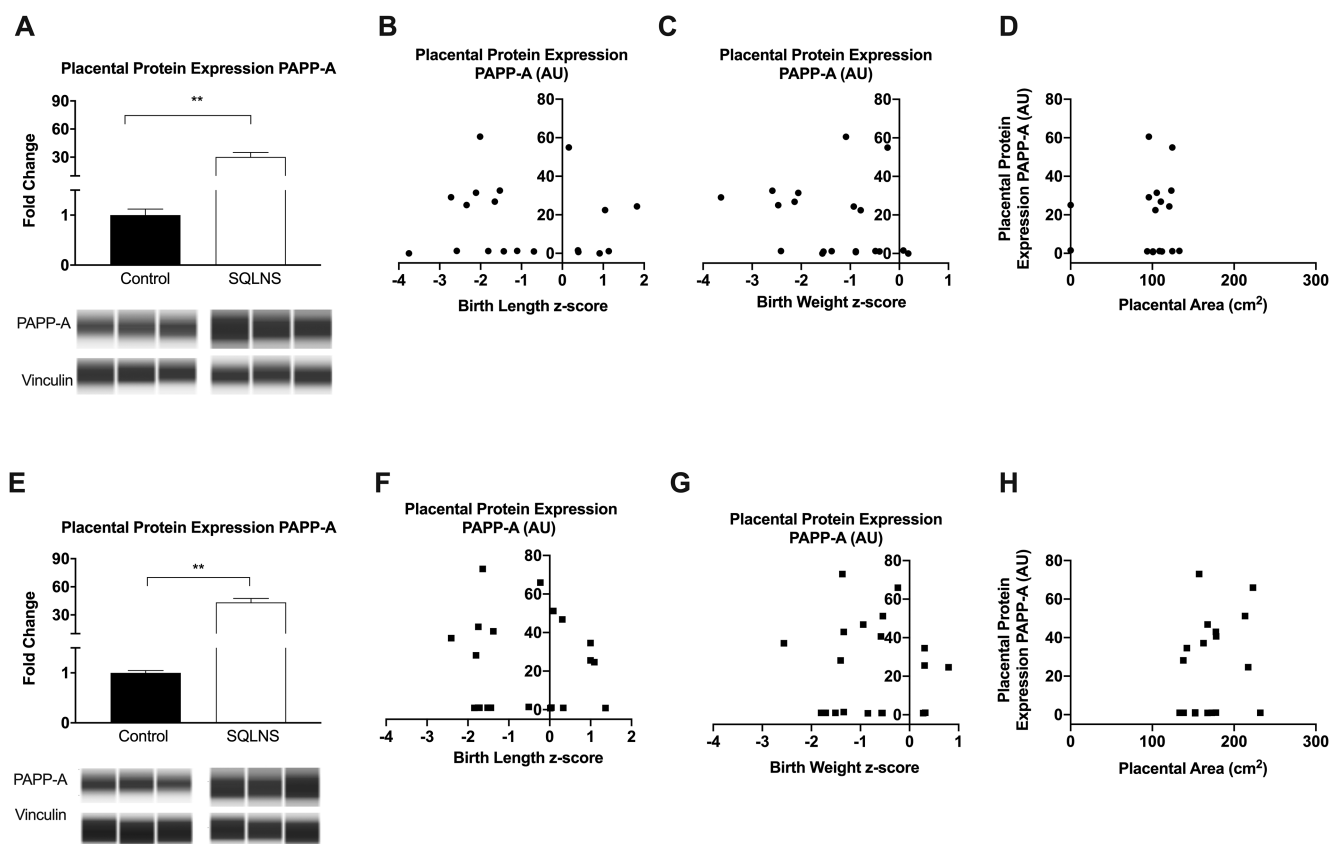 A
Placental Protein Expression PAPP-A
**
90
60
30
1
0
Fold Change
Control
SQLNS
PAPP-A
Vinculin
B
Placental Protein Expression
PAPP-A (AU)
80
60
40
20
0
-4 -3 -2 -1 0 1 2
Birth Length z-score
C
Placental Protein Expression
PAPP-A (AU)
80
60
40
20
0
-4 -3 -2 -1 0 1
Birth Weight z-score
D
Placental Protein
Expression PAPP-A (AU)
80
60
40
20
0
0 100 200 300
Placental Area (cm²)
E
Placental Protein Expression PAPP-A
**
90
60
30
1
0
Fold Change
Control
SQLNS
PAPP-A
Vinculin
F
Placental Protein Expression
PAPP-A (AU)
80
60
40
20
0
-4 -3 -2 -1 0 1 2
Birth Length z-score
G
Placental Protein Expression
PAPP-A (AU)
80
60
40
20
0
-4 -3 -2 -1 0 1
Birth Weight z-score
H
Placental Protein
Expression PAPP-A (AU)
80
60
40
20
0
0 100 200 300
Placental Area (cm²)